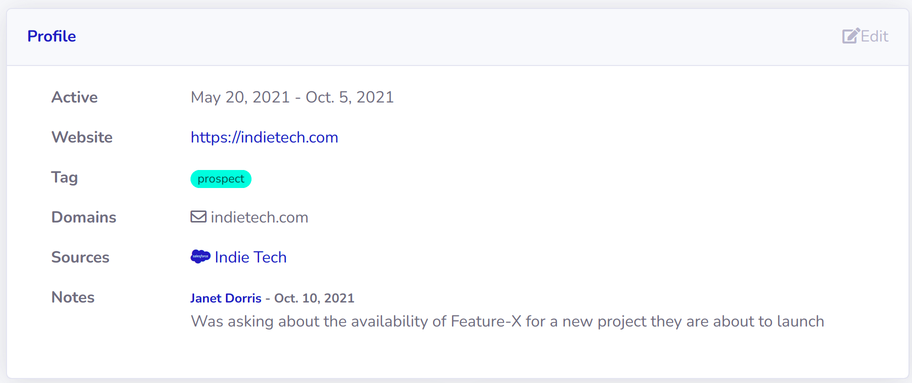 Profile
Edit
Active May 20, 2021 - Oct. 5, 2021
Website https://indietech.com
Tag prospect
Domains indietech.com
Sources Indie Tech
Notes Janet Dorris - Oct. 10, 2021
Was asking about the availability of Feature-X for a new project they are about to launch